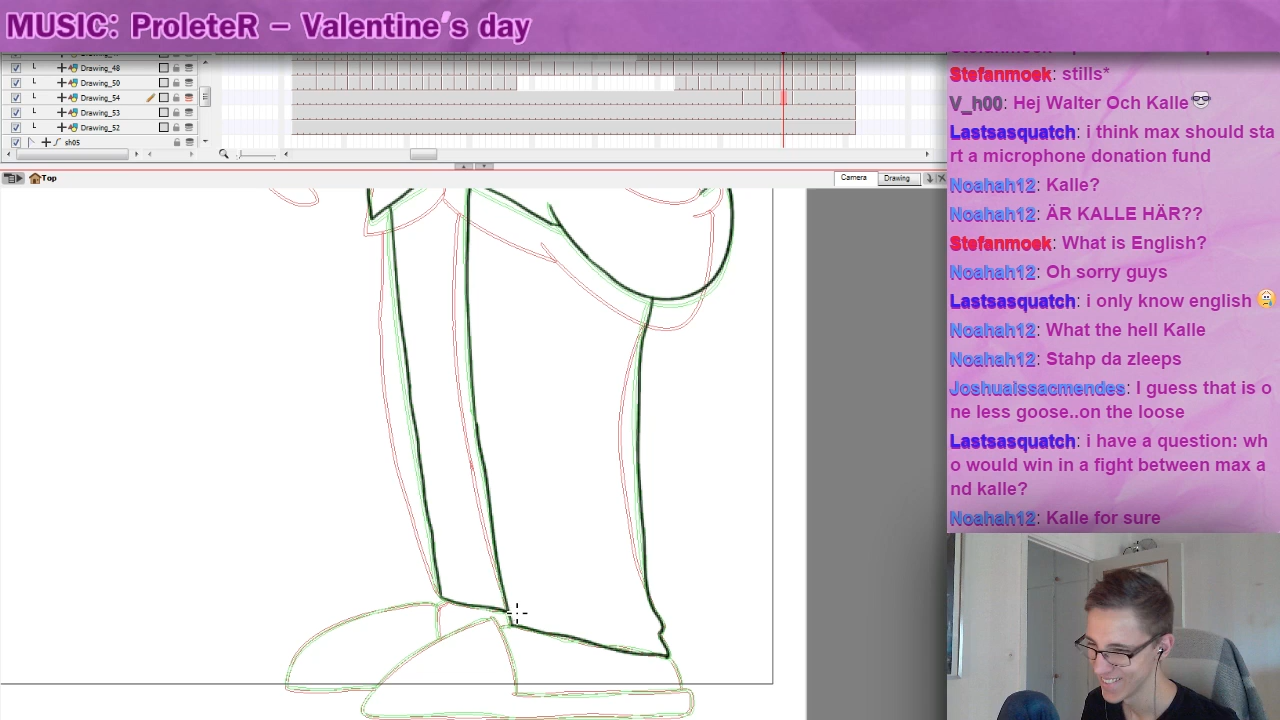 MUSIC: ProleteR - Valentine's day
Drawing_48
Drawing_50
Drawing_54
Drawing_53
Drawing_52
sh05
Top
Camera
Drawing
Stefanmoek: stills*
V_h00: Hej Walter Och Kalle
Lastsasquatch: i think max should sta
rt a microphone donation fund
Noahah12: Kalle?
Noahah12: ÄR KALLE HÄR??
Stefanmoek: What is English?
Noahah12: Oh sorry guys
Lastsasquatch: i only know english
Noahah12: What the hell Kalle
Noahah12: Stahp da zleeps
Joshuaissacmendes: I guess that is o
ne less goose..on the loose
Lastsasquatch: i have a question: wh
o would win in a fight between max a
nd kalle?
Noahah12: Kalle for sure